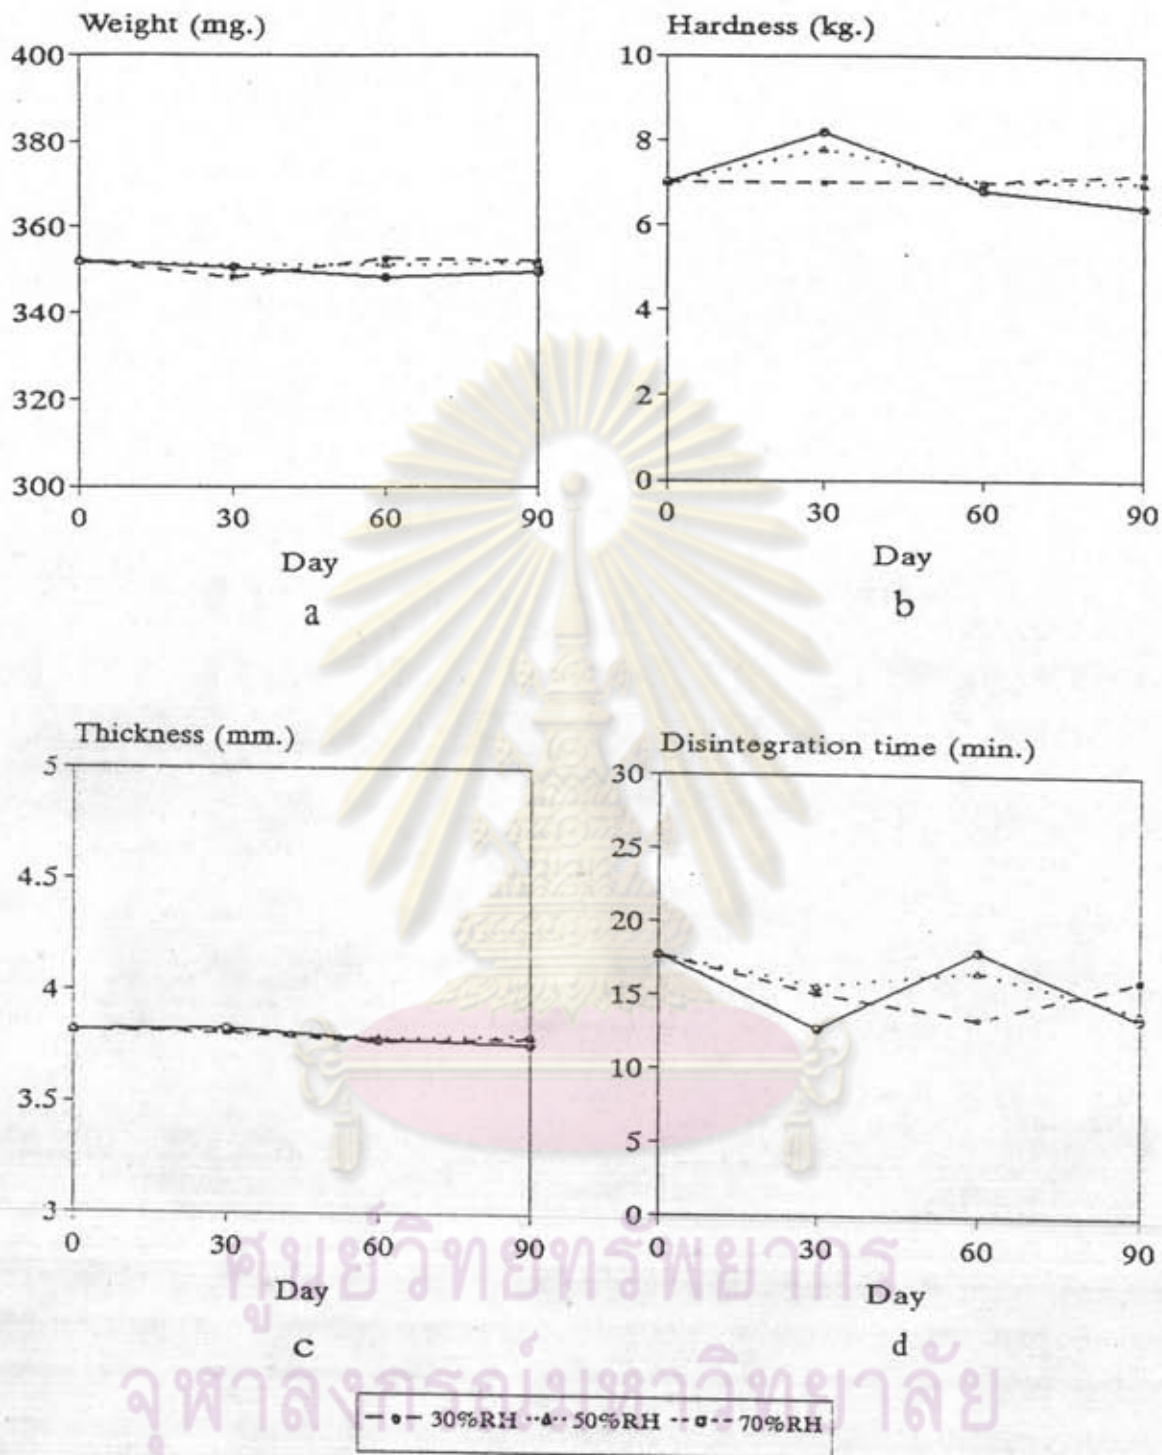 Weight (mg.)
400
380
360
340
320
300
0 30 60 90
Day
a
Hardness (kg.)
10
8
6
4
2
0
0 30 60 90
Day
b
Thickness (mm.)
5
4.5
4
3.5
3
0 30 60 90
Day
c
Disintegration time (min.)
30
25
20
15
10
5
0
0 30 60 90
Day
d
ศูนย์วิทยทรัพยากร
จุฬาลงกรณ์มหาวิทยาลัย
30%RH 50%RH 70%RH